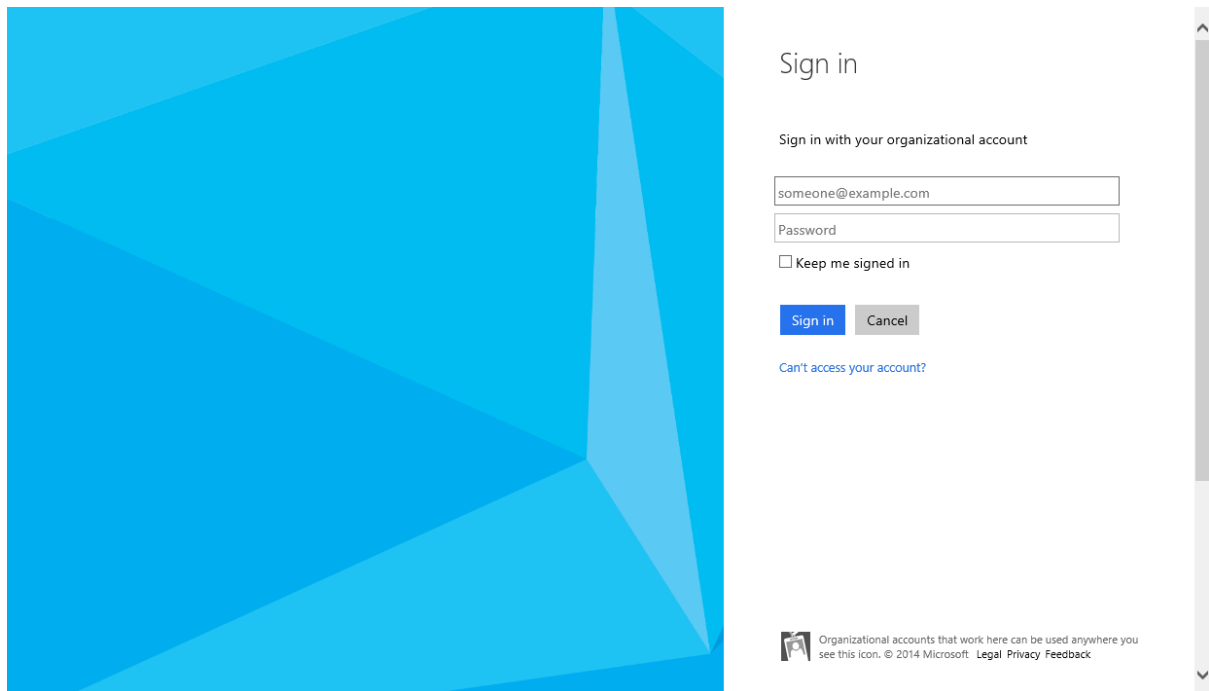 Sign in
Sign in with your organizational account
someone@example.com
Password
Keep me signed in
Sign in Cancel
Can't access your account?
Organizational accounts that work here can be used anywhere you
see this icon. © 2014 Microsoft Legal Privacy Feedback